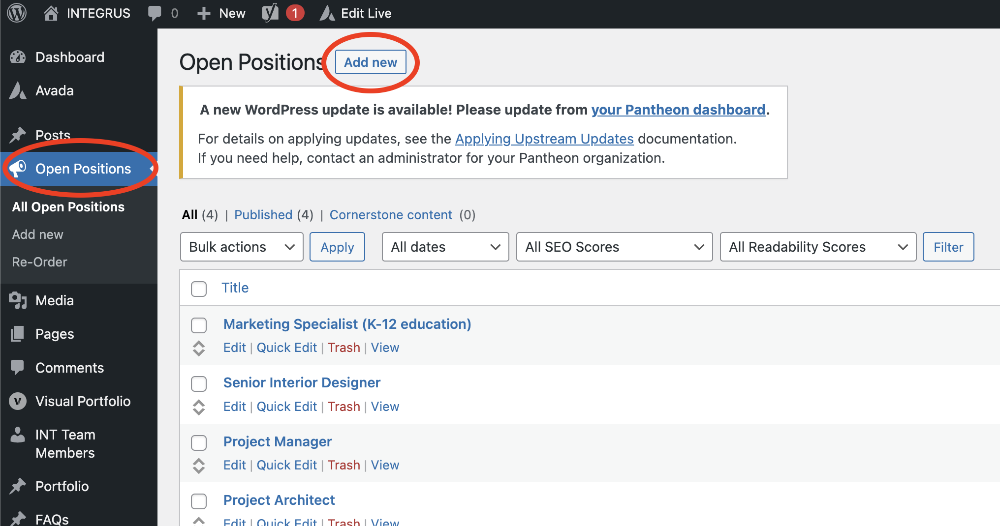 INTEGRUS 0 New 1 Edit Live
Dashboard
Avada
Posts
Open Positions
All Open Positions
Add new
Re-Order
Media
Pages
Comments
Visual Portfolio
INT Team
Members
Portfolio
FAQs
Open Positions Add new
A new WordPress update is available! Please update from your Pantheon dashboard.
For details on applying updates, see the Applying Upstream Updates documentation.
If you need help, contact an administrator for your Pantheon organization.
All (4) | Published (4) | Cornerstone content (0)
Bulk actions Apply All dates All SEO Scores All Readability Scores Filter
Title
Marketing Specialist (K-12 education)
Edit | Quick Edit | Trash | View
Senior Interior Designer
Edit | Quick Edit | Trash | View
Project Manager
Edit | Quick Edit | Trash | View
Project Architect
Edit | Quick Edit | Trash | View